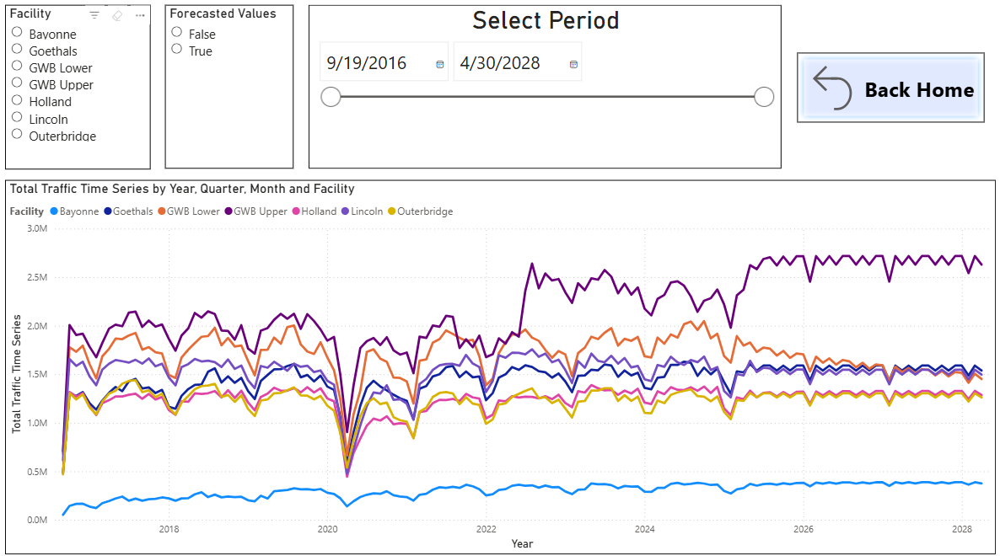 Facility
Bayonne
Goethals
GWB Lower
GWB Upper
Holland
Lincoln
Outerbridge
Forecasted Values
False
True
Select Period
9/19/2016
4/30/2028
Back Home
Total Traffic Time Series by Year, Quarter, Month and Facility
Facility Bayonne Goethals GWB Lower GWB Upper Holland Lincoln Outerbridge
3.0M
2.5M
2.0M
1.5M
1.0M
0.5M
0.0M
Total Traffic Time Series
2018 2020 2022 2024 2026 2028
Year